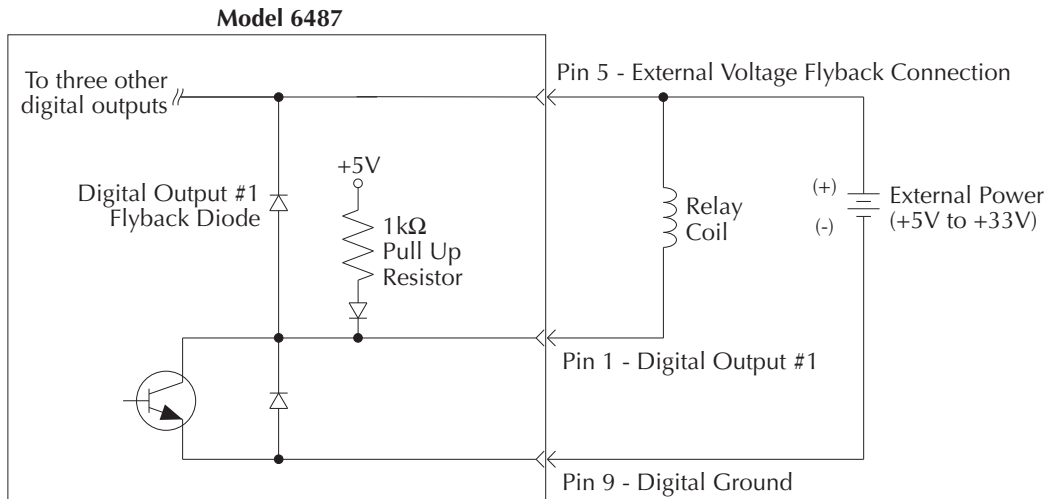 Model 6487
To three other
digital outputs
Pin 5 - External Voltage Flyback Connection
+5V
Digital Output #1
Flyback Diode
1kΩ
Pull Up
Resistor
Relay
Coil
(+)
(-)
External Power
(+5V to +33V)
Pin 1 - Digital Output #1
Pin 9 - Digital Ground